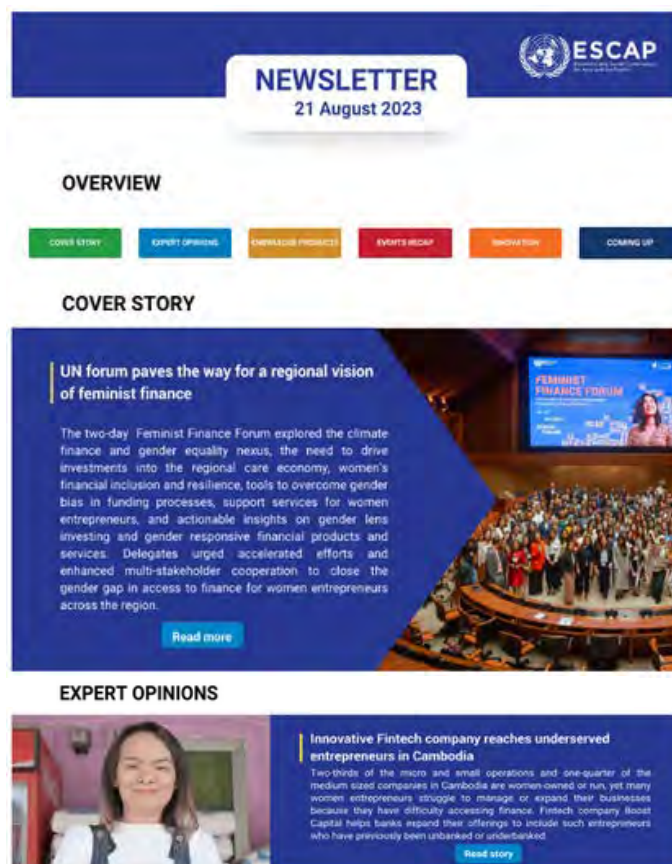 ESCAP
NEWSLETTER
21 August 2023
OVERVIEW
COVER STORY
EXPERT OPINIONS
KNOWLEDGE PRODUCTS
EVENTS RECAP
INNOVATION
COMING UP
COVER STORY
UN forum paves the way for a regional vision
of feminist finance
The two-day Feminist Finance Forum explored the climate
finance and gender equality nexus, the need to drive
investments into the regional care economy, women's
financial inclusion and resilience, tools to overcome gender
bias in funding processes, support services for women
entrepreneurs, and actionable insights on gender lens
investing and gender responsive financial products and
services. Delegates urged accelerated efforts and
enhanced multi-stakeholder cooperation to close the
gender gap in access to finance for women entrepreneurs
across the region.
Read more
FEMINIST
FINANCE FORUM
EXPERT OPINIONS
Innovative Fintech company reaches underserved
entrepreneurs in Cambodia
Two-thirds of the micro and small operations and one-quarter of the
medium sized companies in Cambodia are women-owned or run, yet many
women entrepreneurs struggle to manage or expand their businesses
because they have difficulty accessing finance. Fintech company Boost
Capital helps banks expand their offerings to include such entrepreneurs
who have previously been unbanked or underbanked
Read story